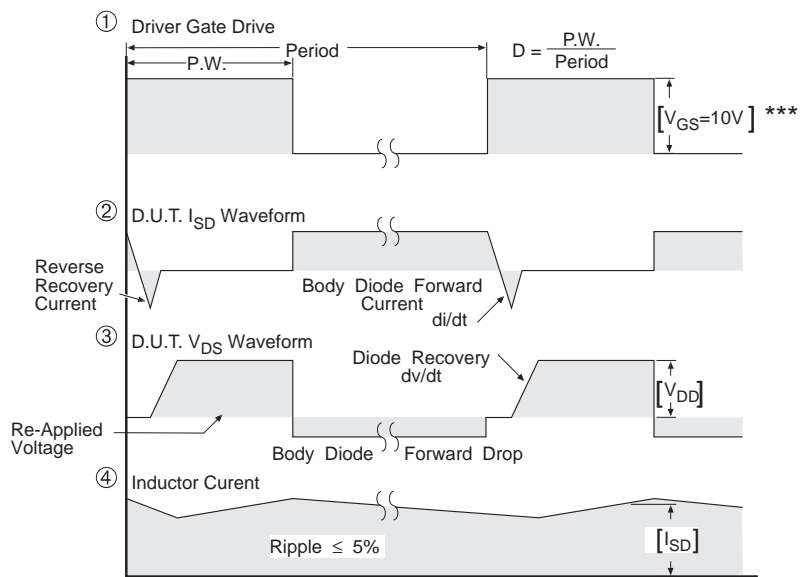 ① Driver Gate Drive
Period
P.W.
D = P.W. / Period
[VGS=10V] ***
② D.U.T. ISD Waveform
Reverse
Recovery
Current
Body Diode Forward
Current
di/dt
③ D.U.T. VDS Waveform
Diode Recovery
dv/dt
[VDD]
Re-Applied
Voltage
Body Diode Forward Drop
④ Inductor Curent
Ripple ≤ 5%
[ISD]